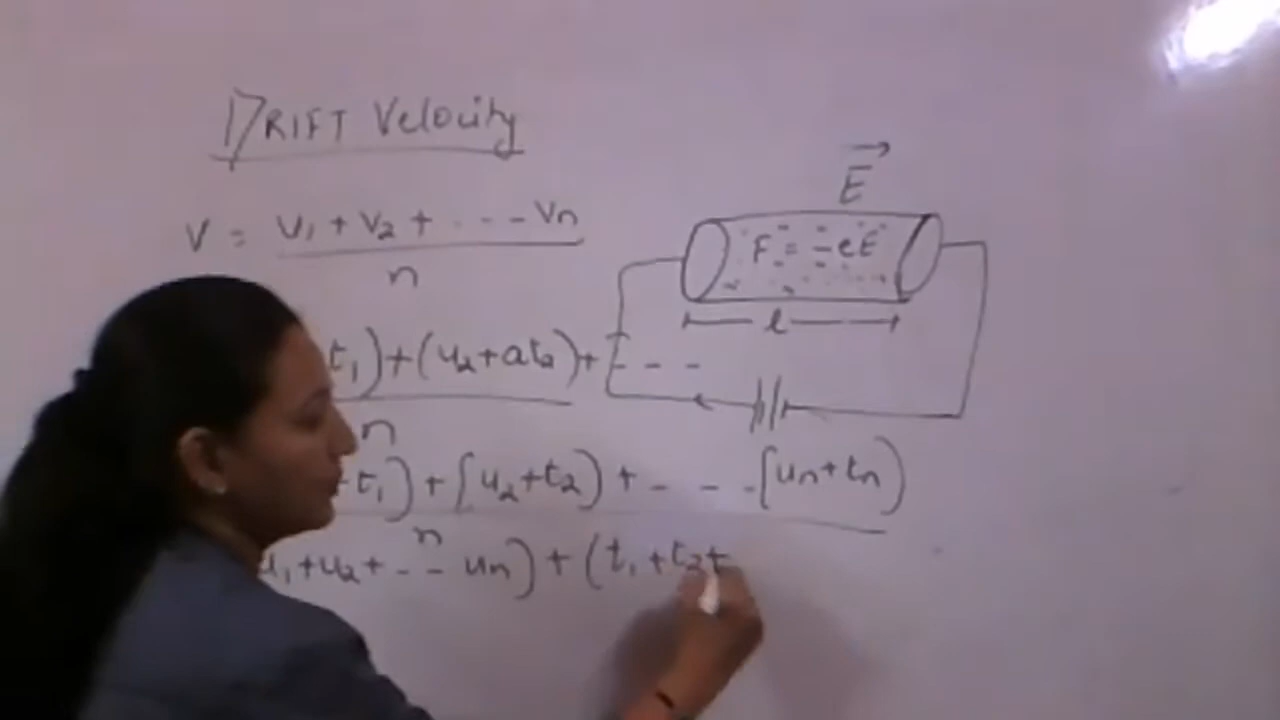 DRIFT Velocity
V = V₁ + V₂ + - - - Vn
n
E
F = -eE
l
t₁) + (u₂ + at₂) + - - -
n
+ t₁) + (u₂ + t₂) + - - - (un + tn)
n
u₁ + u₂ + - - un) + (t₁ + t₂ +